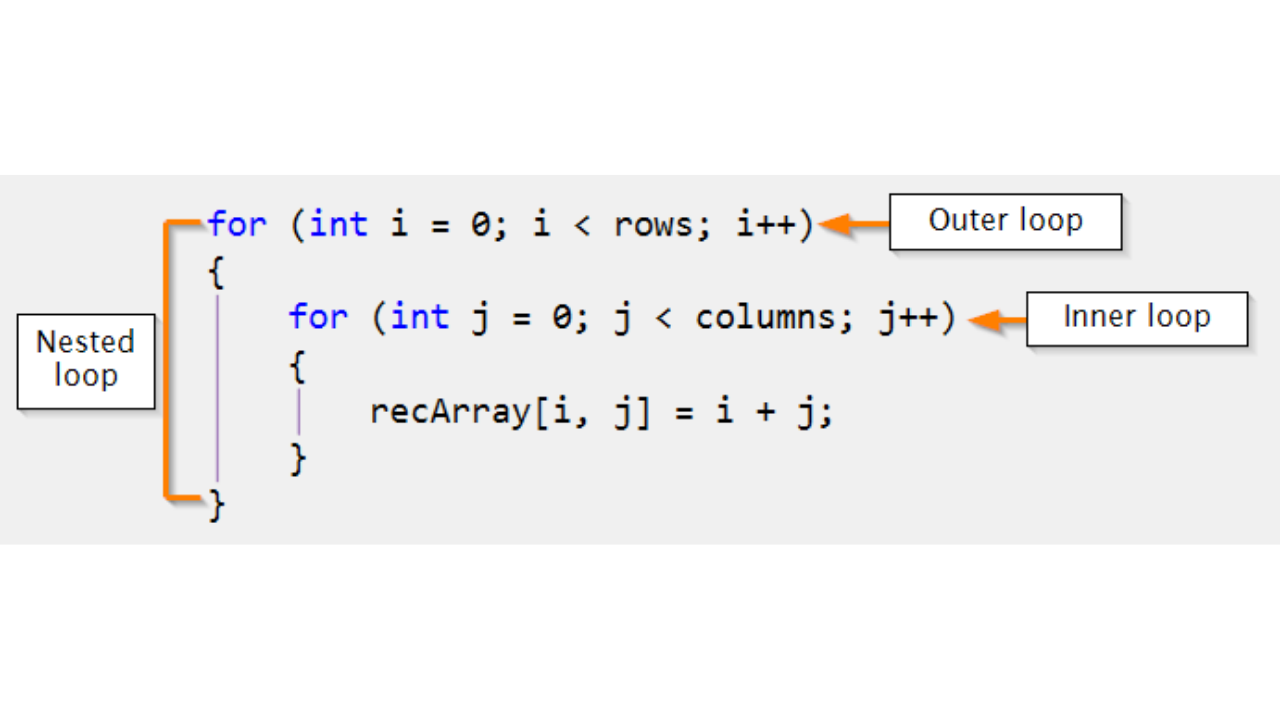 for (int i = 0; i < rows; i++)
Outer loop
{
for (int j = 0; j < columns; j++)
Inner loop
{
Nested
loop
recArray[i, j] = i + j;
}
}